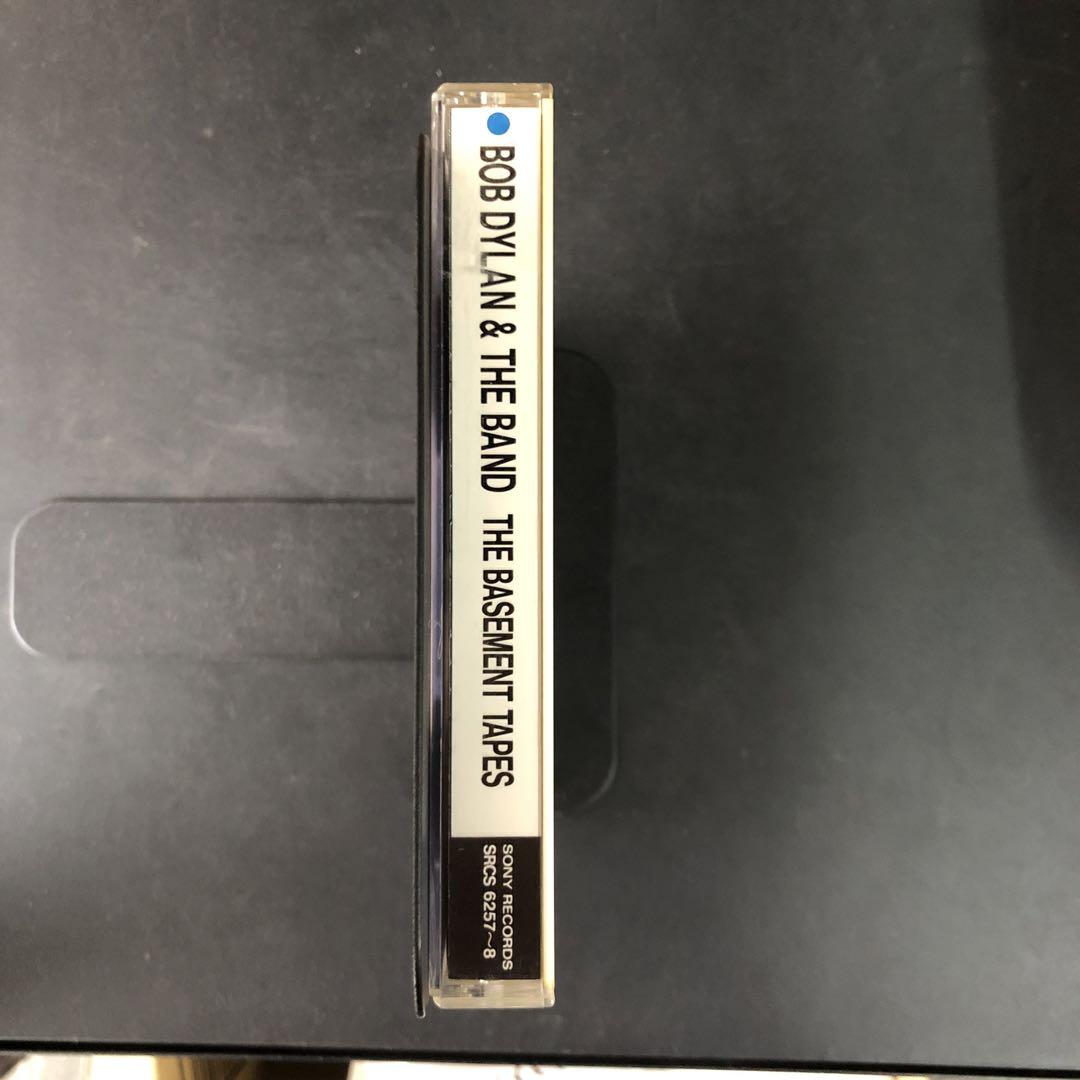 BOB DYLAN & THE BAND THE BASEMENT TAPES
SONY RECORDS
SRCS 6257~8